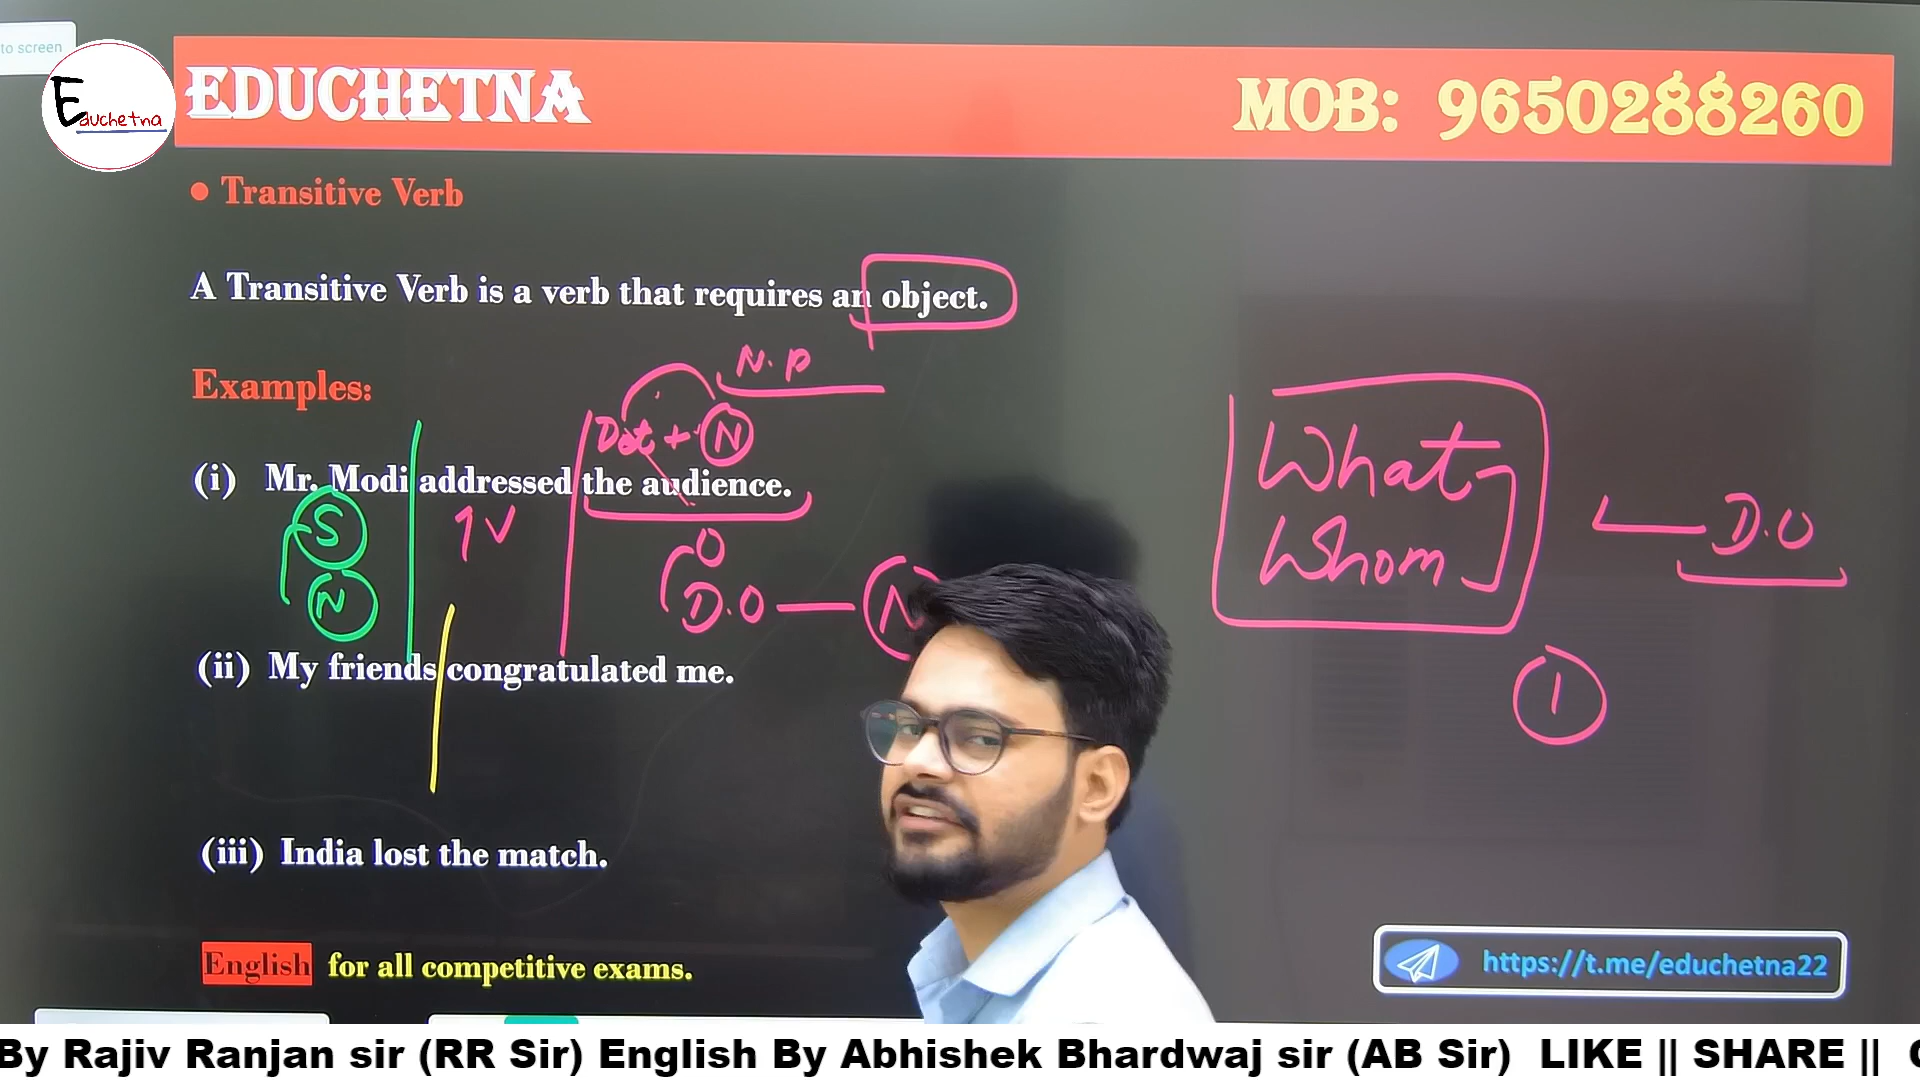 to screen
Educhetna
EDUCHETNA
MOB: 9650288260
• Transitive Verb
A Transitive Verb is a verb that requires an object.
N.P
Examples:
Det + N
(i) Mr. Modi addressed the audience.
S
V
O
N
D.O — N
What
Whom
D.O
1
(ii) My friends congratulated me.
(iii) India lost the match.
English for all competitive exams.
https://t.me/educhetna22
By Rajiv Ranjan sir (RR Sir) English By Abhishek Bhardwaj sir (AB Sir) LIKE || SHARE ||